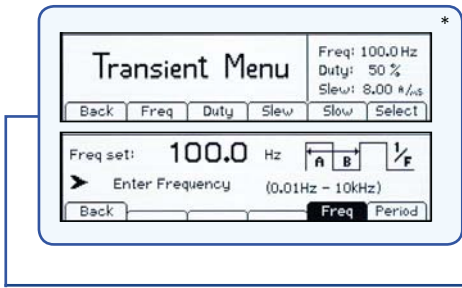 *
Transient Menu
Freq: 100.0 Hz
Duty: 50 %
Slew: 8.00 A/ms
Back Freq Duty Slew Slow Select
Freq set: 100.0 Hz
A B 1/F
➤ Enter Frequency (0.01Hz – 10kHz)
Back Freq Period